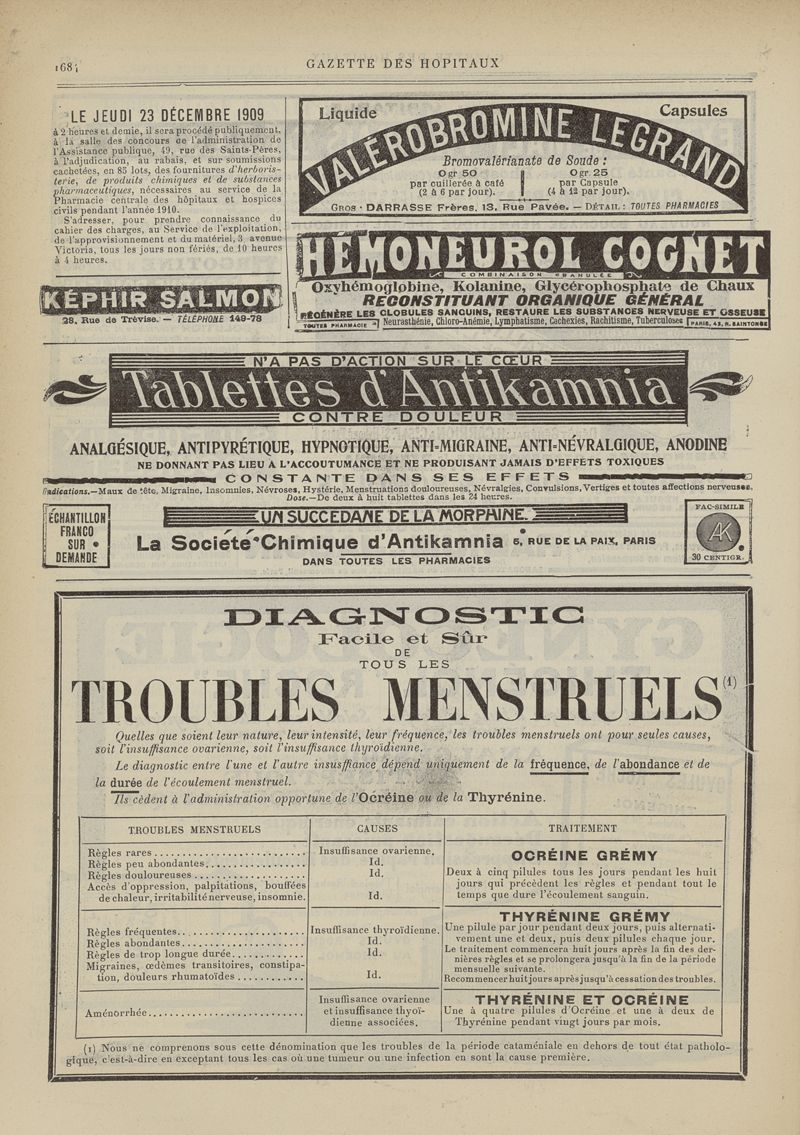 1684
GAZETTE DES HOPITAUX
LE JEUDI 23 DÉCEMBRE 1909
à 2 heures et demie, il sera procédé publiquement,
à la salle des concours de l'administration de
l'Assistance publique, 49, rue des Saints-Pères,
à l'adjudication, au rabais, et sur soumissions
cachetées, en 85 lots, des fournitures d'herboris-
terie, de produits chimiques et de substances
pharmaceutiques, nécessaires au service de la
Pharmacie centrale des hôpitaux et hospices
civils pendant l'année 1910.
S'adresser, pour prendre connaissance du
cahier des charges, au Service de l'exploitation,
de l'approvisionnement et du matériel, 3 avenue
Victoria, tous les jours non fériés, de 10 heures
à 4 heures.
KÉPHIR SALMON
28, Rue de Trévise. — TÉLÉPHONE 149-78
Liquide
Capsules
VALÉROBROMINE LEGRAND
Bromovalérianate de Soude :
0gr 50
par cuillerée à café
(2 à 6 par jour).
0gr. 25
par Capsule
(4 à 12 par jour).
GROS : DARRASSE Frères, 13, Rue Pavée. — DÉTAIL : TOUTES PHARMACIES
HÉMONEUROL COGNET
COMBINAISON GRANULÉE
Oxyhémoglobine, Kolanine, Glycérophosphate de Chaux
RECONSTITUANT ORGANIQUE GÉNÉRAL
RÉGÉNÈRE LES GLOBULES SANGUINS, RESTAURE LES SUBSTANCES NERVEUSE ET OSSEUSE
TOUTES PHARMACIE Neurasthénie, Chloro-Anémie, Lymphatisme, Cachexies, Rachitisme, Tuberculoses PARIS, 43, R. SAINTONGE
N'A PAS D'ACTION SUR LE CŒUR
Tablettes d'Antikamnia
CONTRE DOULEUR
ANALGÉSIQUE, ANTIPYRÉTIQUE, HYPNOTIQUE, ANTI-MIGRAINE, ANTI-NÉVRALGIQUE, ANODINE
NE DONNANT PAS LIEU A L'ACCOUTUMANCE ET NE PRODUISANT JAMAIS D'EFFETS TOXIQUES
CONSTANTE DANS SES EFFETS
Indications.—Maux de tête, Migraine, Insomnies, Névroses, Hystérie, Menstruations douloureuses, Névralgies, Convulsions, Vertiges et toutes affections nerveuses.
Dose.—De deux à huit tablettes dans les 24 heures.
ÉCHANTILLON
FRANCO
SUR
DEMANDE
UN SUCCEDANE DE LA MORPHINE.
La Société Chimique d'Antikamnia 5, RUE DE LA PAIX, PARIS
DANS TOUTES LES PHARMACIES
FAC-SIMILE
AK
30 CENTIGR.
DIAGNOSTIC
Facile et Sûr
DE
TOUS LES
TROUBLES MENSTRUELS (1)
Quelles que soient leur nature, leur intensité, leur fréquence, les troubles menstruels ont pour seules causes,
soit l'insuffisance ovarienne, soit l'insuffisance thyroïdienne.
Le diagnostic entre l'une et l'autre insusffiance dépend uniquement de la fréquence, de l'abondance et de
la durée de l'écoulement menstruel.
Ils cèdent à l'administration opportune de l'Ocréine ou de la Thyrénine.
TROUBLES MENSTRUELS
CAUSES
TRAITEMENT
Règles rares
Règles peu abondantes
Règles douloureuses
Accès d'oppression, palpitations, bouffées
de chaleur, irritabilité nerveuse, insomnie.
Insuffisance ovarienne.
Id.
Id.
Id.
OCRÉINE GRÉMY
Deux à cinq pilules tous les jours pendant les huit
jours qui précèdent les règles et pendant tout le
temps que dure l'écoulement sanguin.
Règles fréquentes
Règles abondantes
Règles de trop longue durée
Migraines, œdèmes transitoires, constipa-
tion, douleurs rhumatoïdes
Insuffisance thyroïdienne.
Id.
Id.
Id.
THYRÉNINE GRÉMY
Une pilule par jour pendant deux jours, puis alternati-
vement une et deux, puis deux pilules chaque jour.
Le traitement commencera huit jours après la fin des der-
nières règles et se prolongera jusqu'à la fin de la période
mensuelle suivante.
Recommencer huit jours après jusqu'à cessation des troubles.
Aménorrhée
Insuffisance ovarienne
et insuffisance thyoï-
dienne associées.
THYRÉNINE ET OCRÉINE
Une à quatre pilules d'Ocréine et une à deux de
Thyrénine pendant vingt jours par mois.
(1) Nous ne comprenons sous cette dénomination que les troubles de la période cataméniale en dehors de tout état patholo-
gique, c'est-à-dire en exceptant tous les cas où une tumeur ou une infection en sont la cause première.